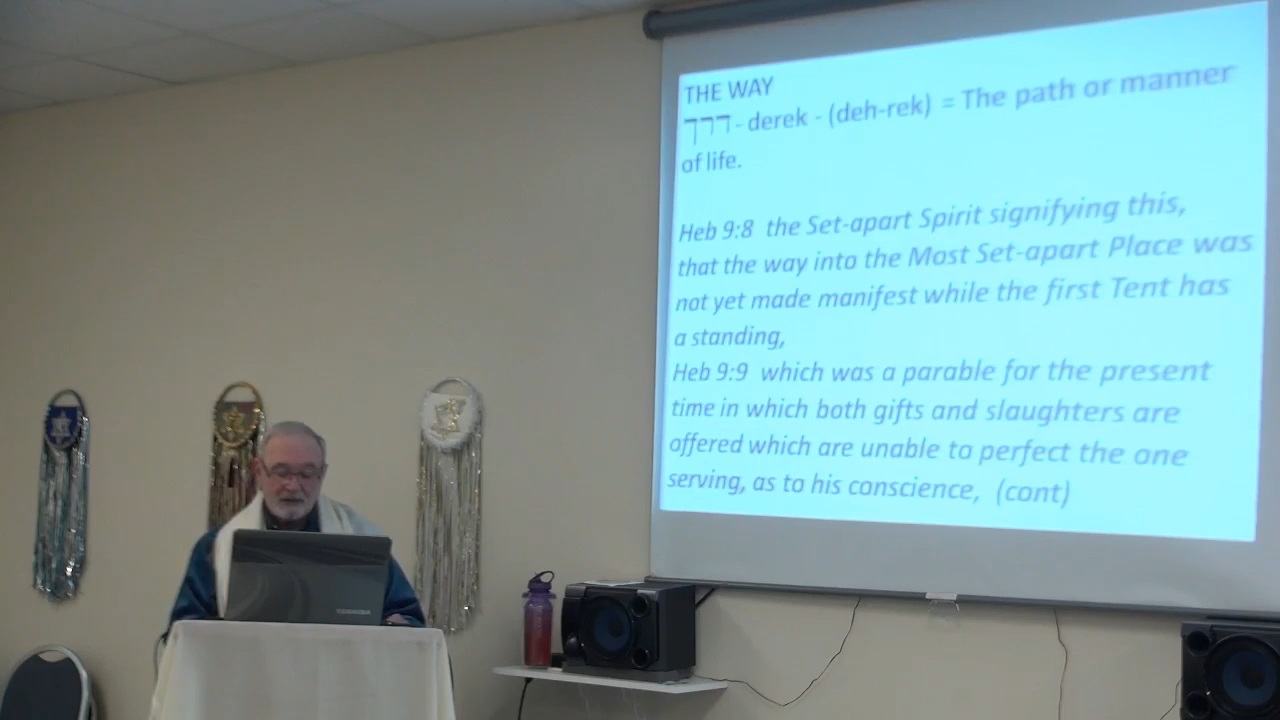 THE WAY
דרך - derek - (deh-rek) = The path or manner
of life.
Heb 9:8 the Set-apart Spirit signifying this,
that the way into the Most Set-apart Place was
not yet made manifest while the first Tent has
a standing,
Heb 9:9 which was a parable for the present
time in which both gifts and slaughters are
offered which are unable to perfect the one
serving, as to his conscience, (cont)
TOSHIBA